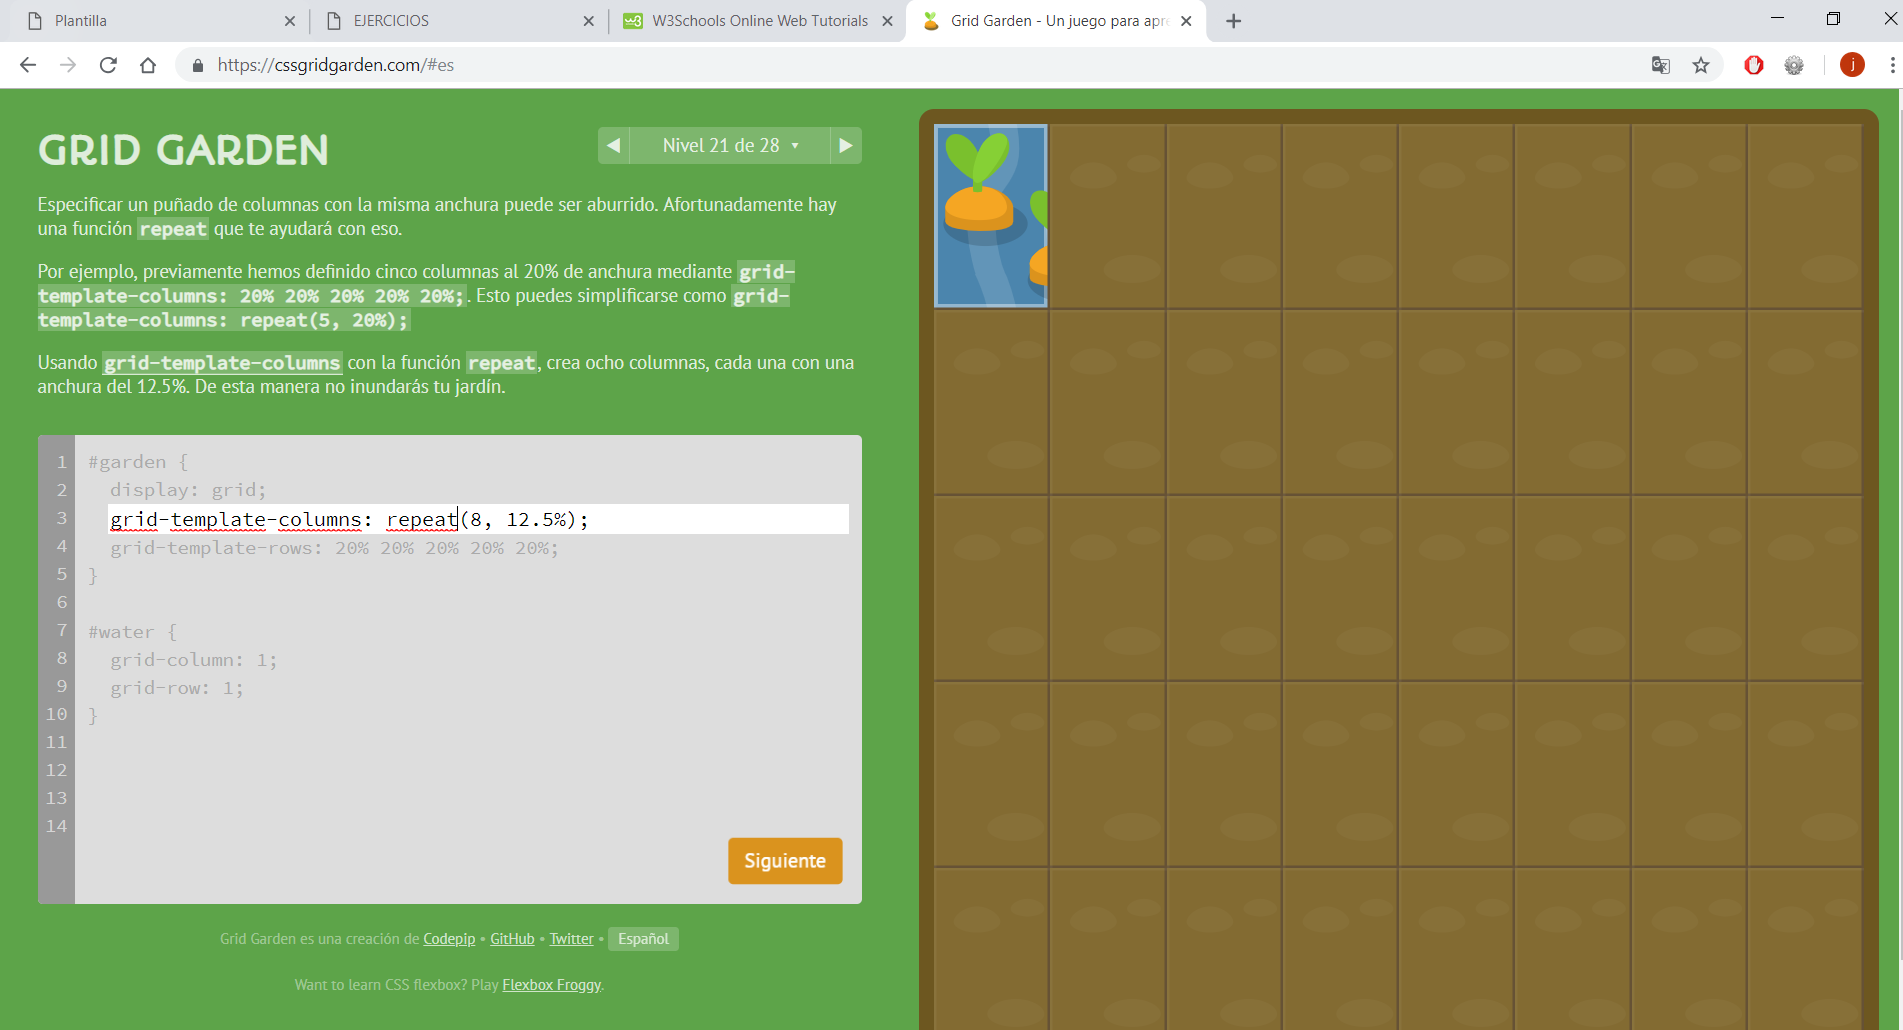 Plantilla
EJERCICIOS
W3Schools Online Web Tutorials
Grid Garden - Un juego para apre
https://cssgridgarden.com/#es
j
GRID GARDEN
Nivel 21 de 28
Especificar un puñado de columnas con la misma anchura puede ser aburrido. Afortunadamente hay
una función repeat que te ayudará con eso.
Por ejemplo, previamente hemos definido cinco columnas al 20% de anchura mediante grid-
template-columns: 20% 20% 20% 20% 20%;. Esto puedes simplificarse como grid-
template-columns: repeat(5, 20%);
Usando grid-template-columns con la función repeat, crea ocho columnas, cada una con una
anchura del 12.5%. De esta manera no inundarás tu jardín.
1 #garden {
2 display: grid;
3 grid-template-columns: repeat(8, 12.5%);
4 grid-template-rows: 20% 20% 20% 20% 20%;
5 }
6
7 #water {
8 grid-column: 1;
9 grid-row: 1;
10 }
11
12
13
14
Siguiente
Grid Garden es una creación de Codepip • GitHub • Twitter • Español
Want to learn CSS flexbox? Play Flexbox Froggy.